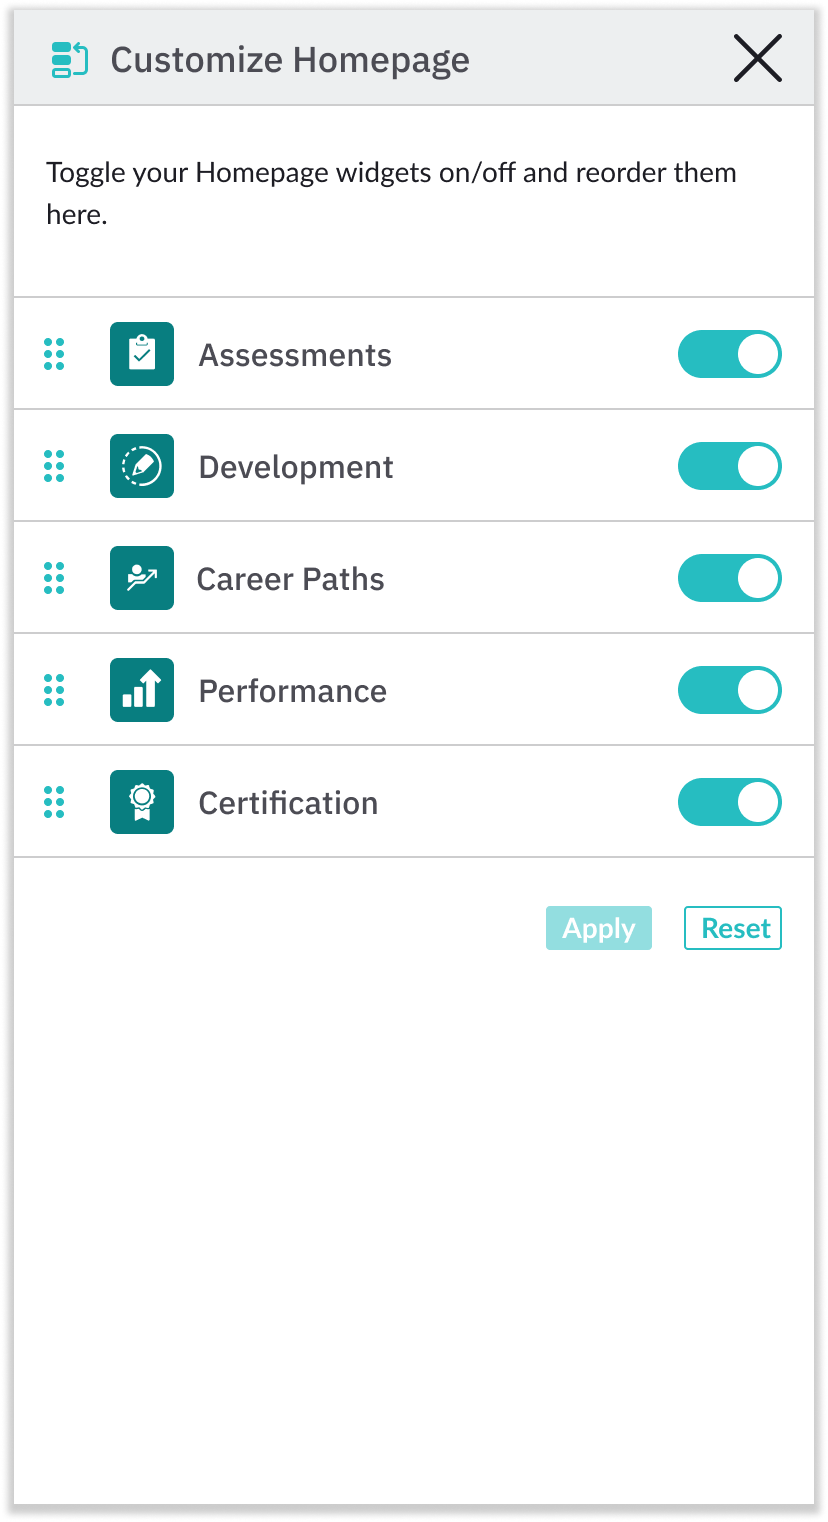 Customize Homepage
Toggle your Homepage widgets on/off and reorder them
here.
Assessments
Development
Career Paths
Performance
Certification
Apply
Reset